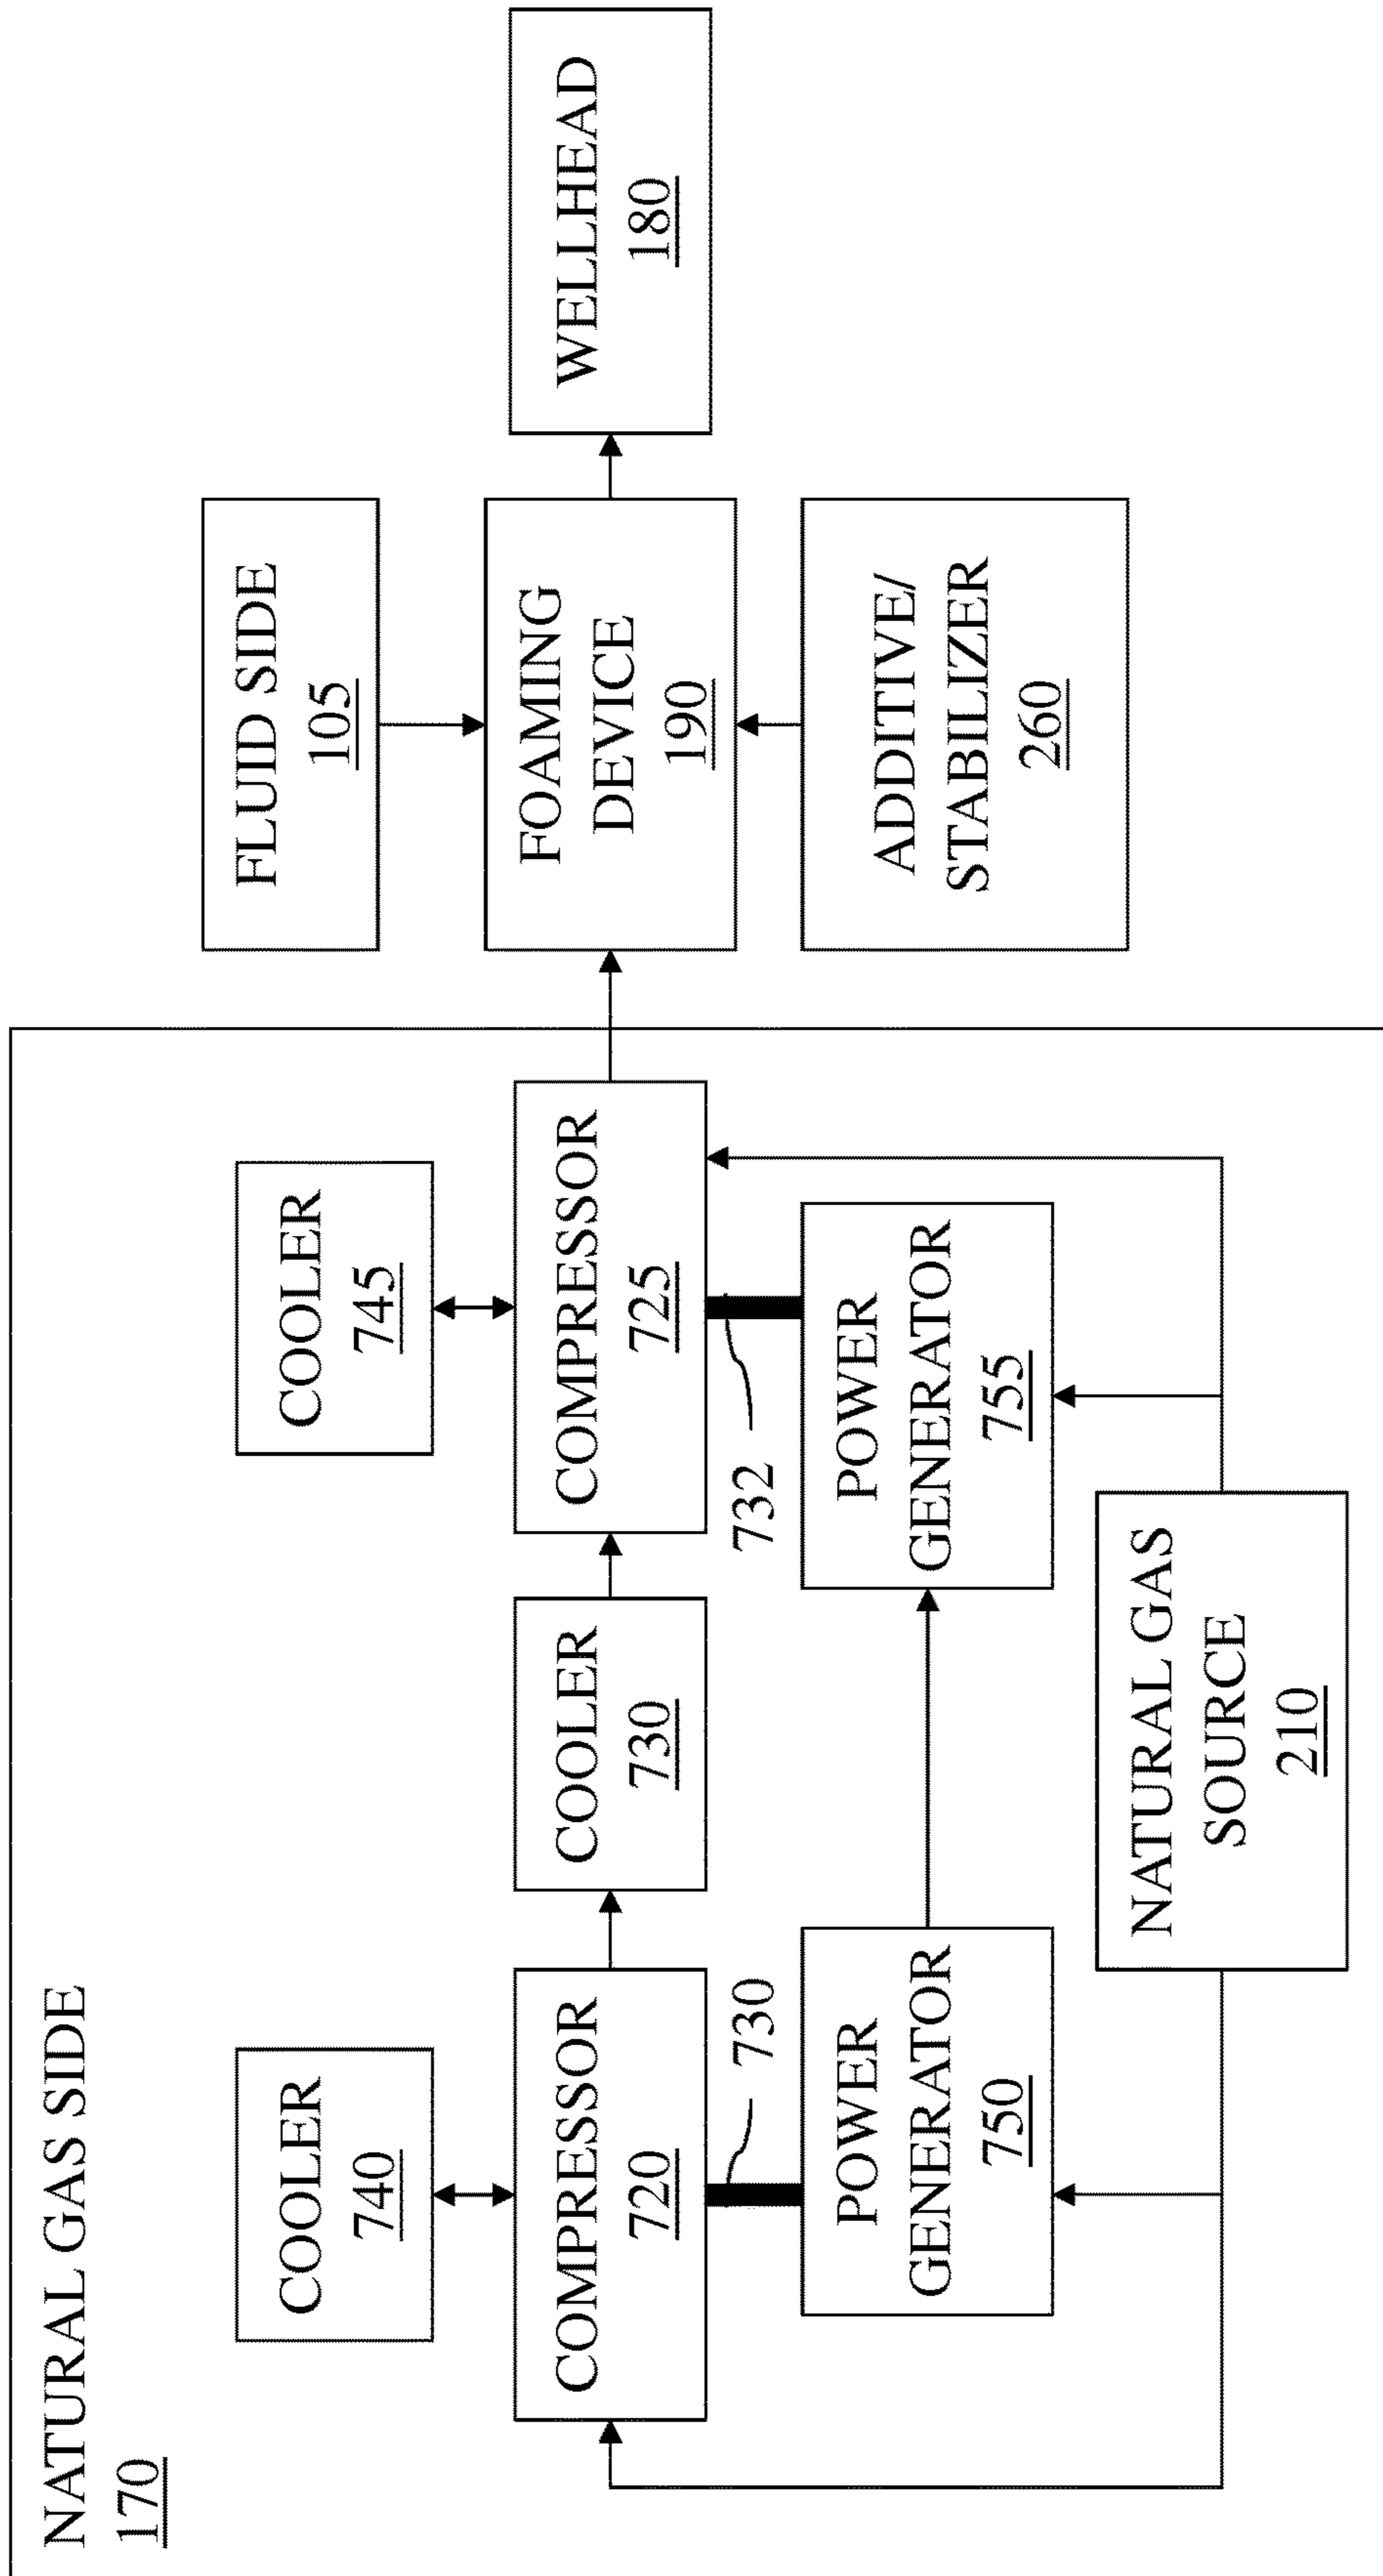 NATURAL GAS SIDE
170
COOLER
740
COOLER
745
FLUID SIDE
105
COMPRESSOR
720
COOLER
730
COMPRESSOR
725
FOAMING
DEVICE
190
WELLHEAD
180
730
732
POWER
GENERATOR
750
POWER
GENERATOR
755
ADDITIVE/
STABILIZER
260
NATURAL GAS
SOURCE
210